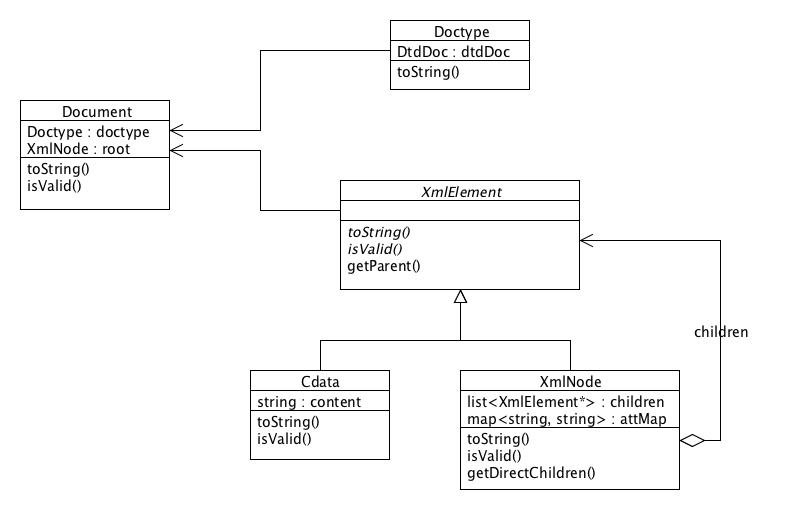 Doctype
DtdDoc : dtdDoc
toString()
Document
Doctype : doctype
XmlNode : root
toString()
isValid()
XmlElement
toString()
isValid()
getParent()
children
Cdata
string : content
toString()
isValid()
XmlNode
list<XmlElement*> : children
map<string, string> : attMap
toString()
isValid()
getDirectChildren()